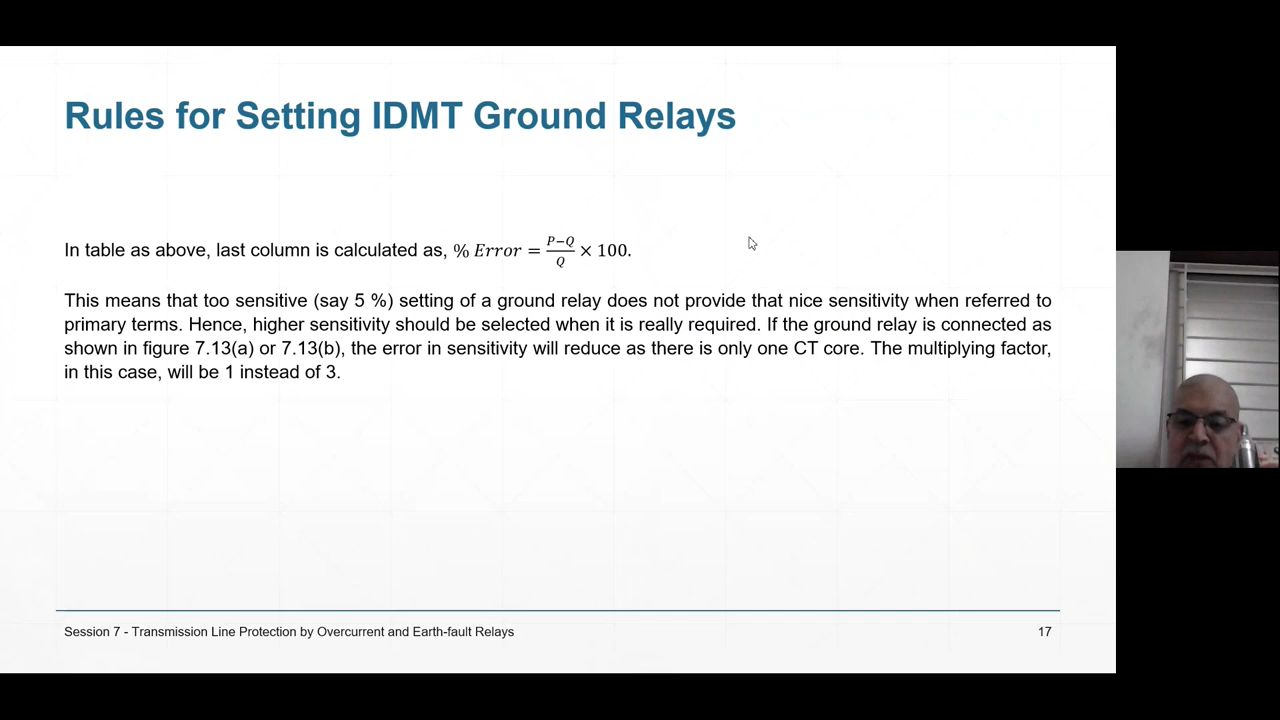 Rules for Setting IDMT Ground Relays
In table as above, last column is calculated as, % Error = P−Q/Q × 100.
This means that too sensitive (say 5 %) setting of a ground relay does not provide that nice sensitivity when referred to
primary terms. Hence, higher sensitivity should be selected when it is really required. If the ground relay is connected as
shown in figure 7.13(a) or 7.13(b), the error in sensitivity will reduce as there is only one CT core. The multiplying factor,
in this case, will be 1 instead of 3.
Session 7 - Transmission Line Protection by Overcurrent and Earth-fault Relays
17